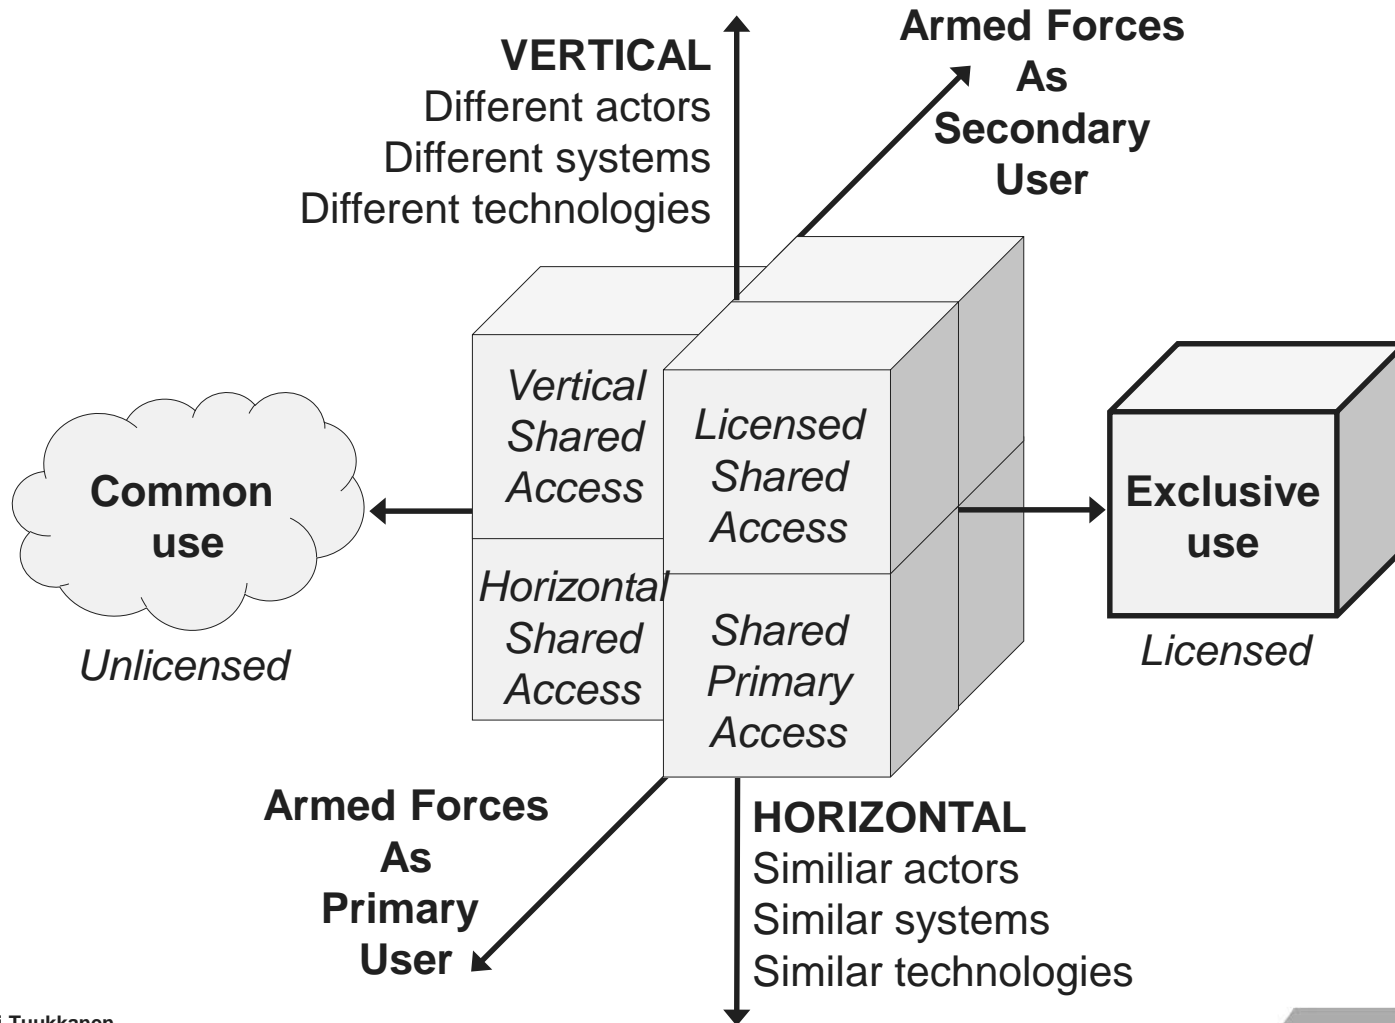 VERTICAL
Different actors
Different systems
Different technologies
Armed Forces
As
Secondary
User
Vertical
Shared
Access
Licensed
Shared
Access
Common
use
Unlicensed
Exclusive
use
Licensed
Horizontal
Shared
Access
Shared
Primary
Access
Armed Forces
As
Primary
User
HORIZONTAL
Similiar actors
Similar systems
Similar technologies
Tuukkanen